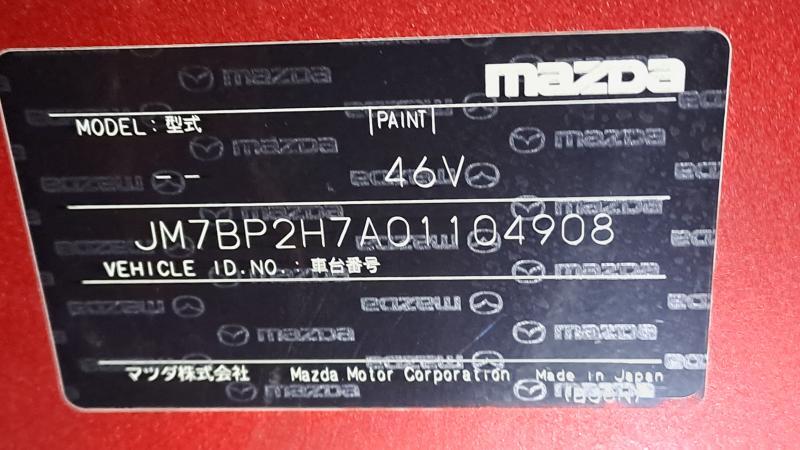 mazda
MODEL : 型式 |PAINT|
-- 46V
JM7BP2H7A01104908
VEHICLE ID.NO. : 車台番号
マツダ株式会社 Mazda Motor Corporation Made in Japan